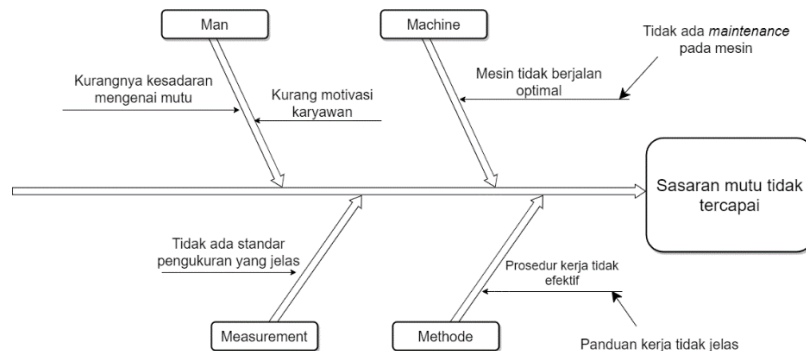 Man
Machine
Tidak ada maintenance
pada mesin
Kurangnya kesadaran
mengenai mutu
Kurang motivasi
karyawan
Mesin tidak berjalan
optimal
Sasaran mutu tidak
tercapai
Tidak ada standar
pengukuran yang jelas
Prosedur kerja tidak
efektif
Measurement
Methode
Panduan kerja tidak jelas